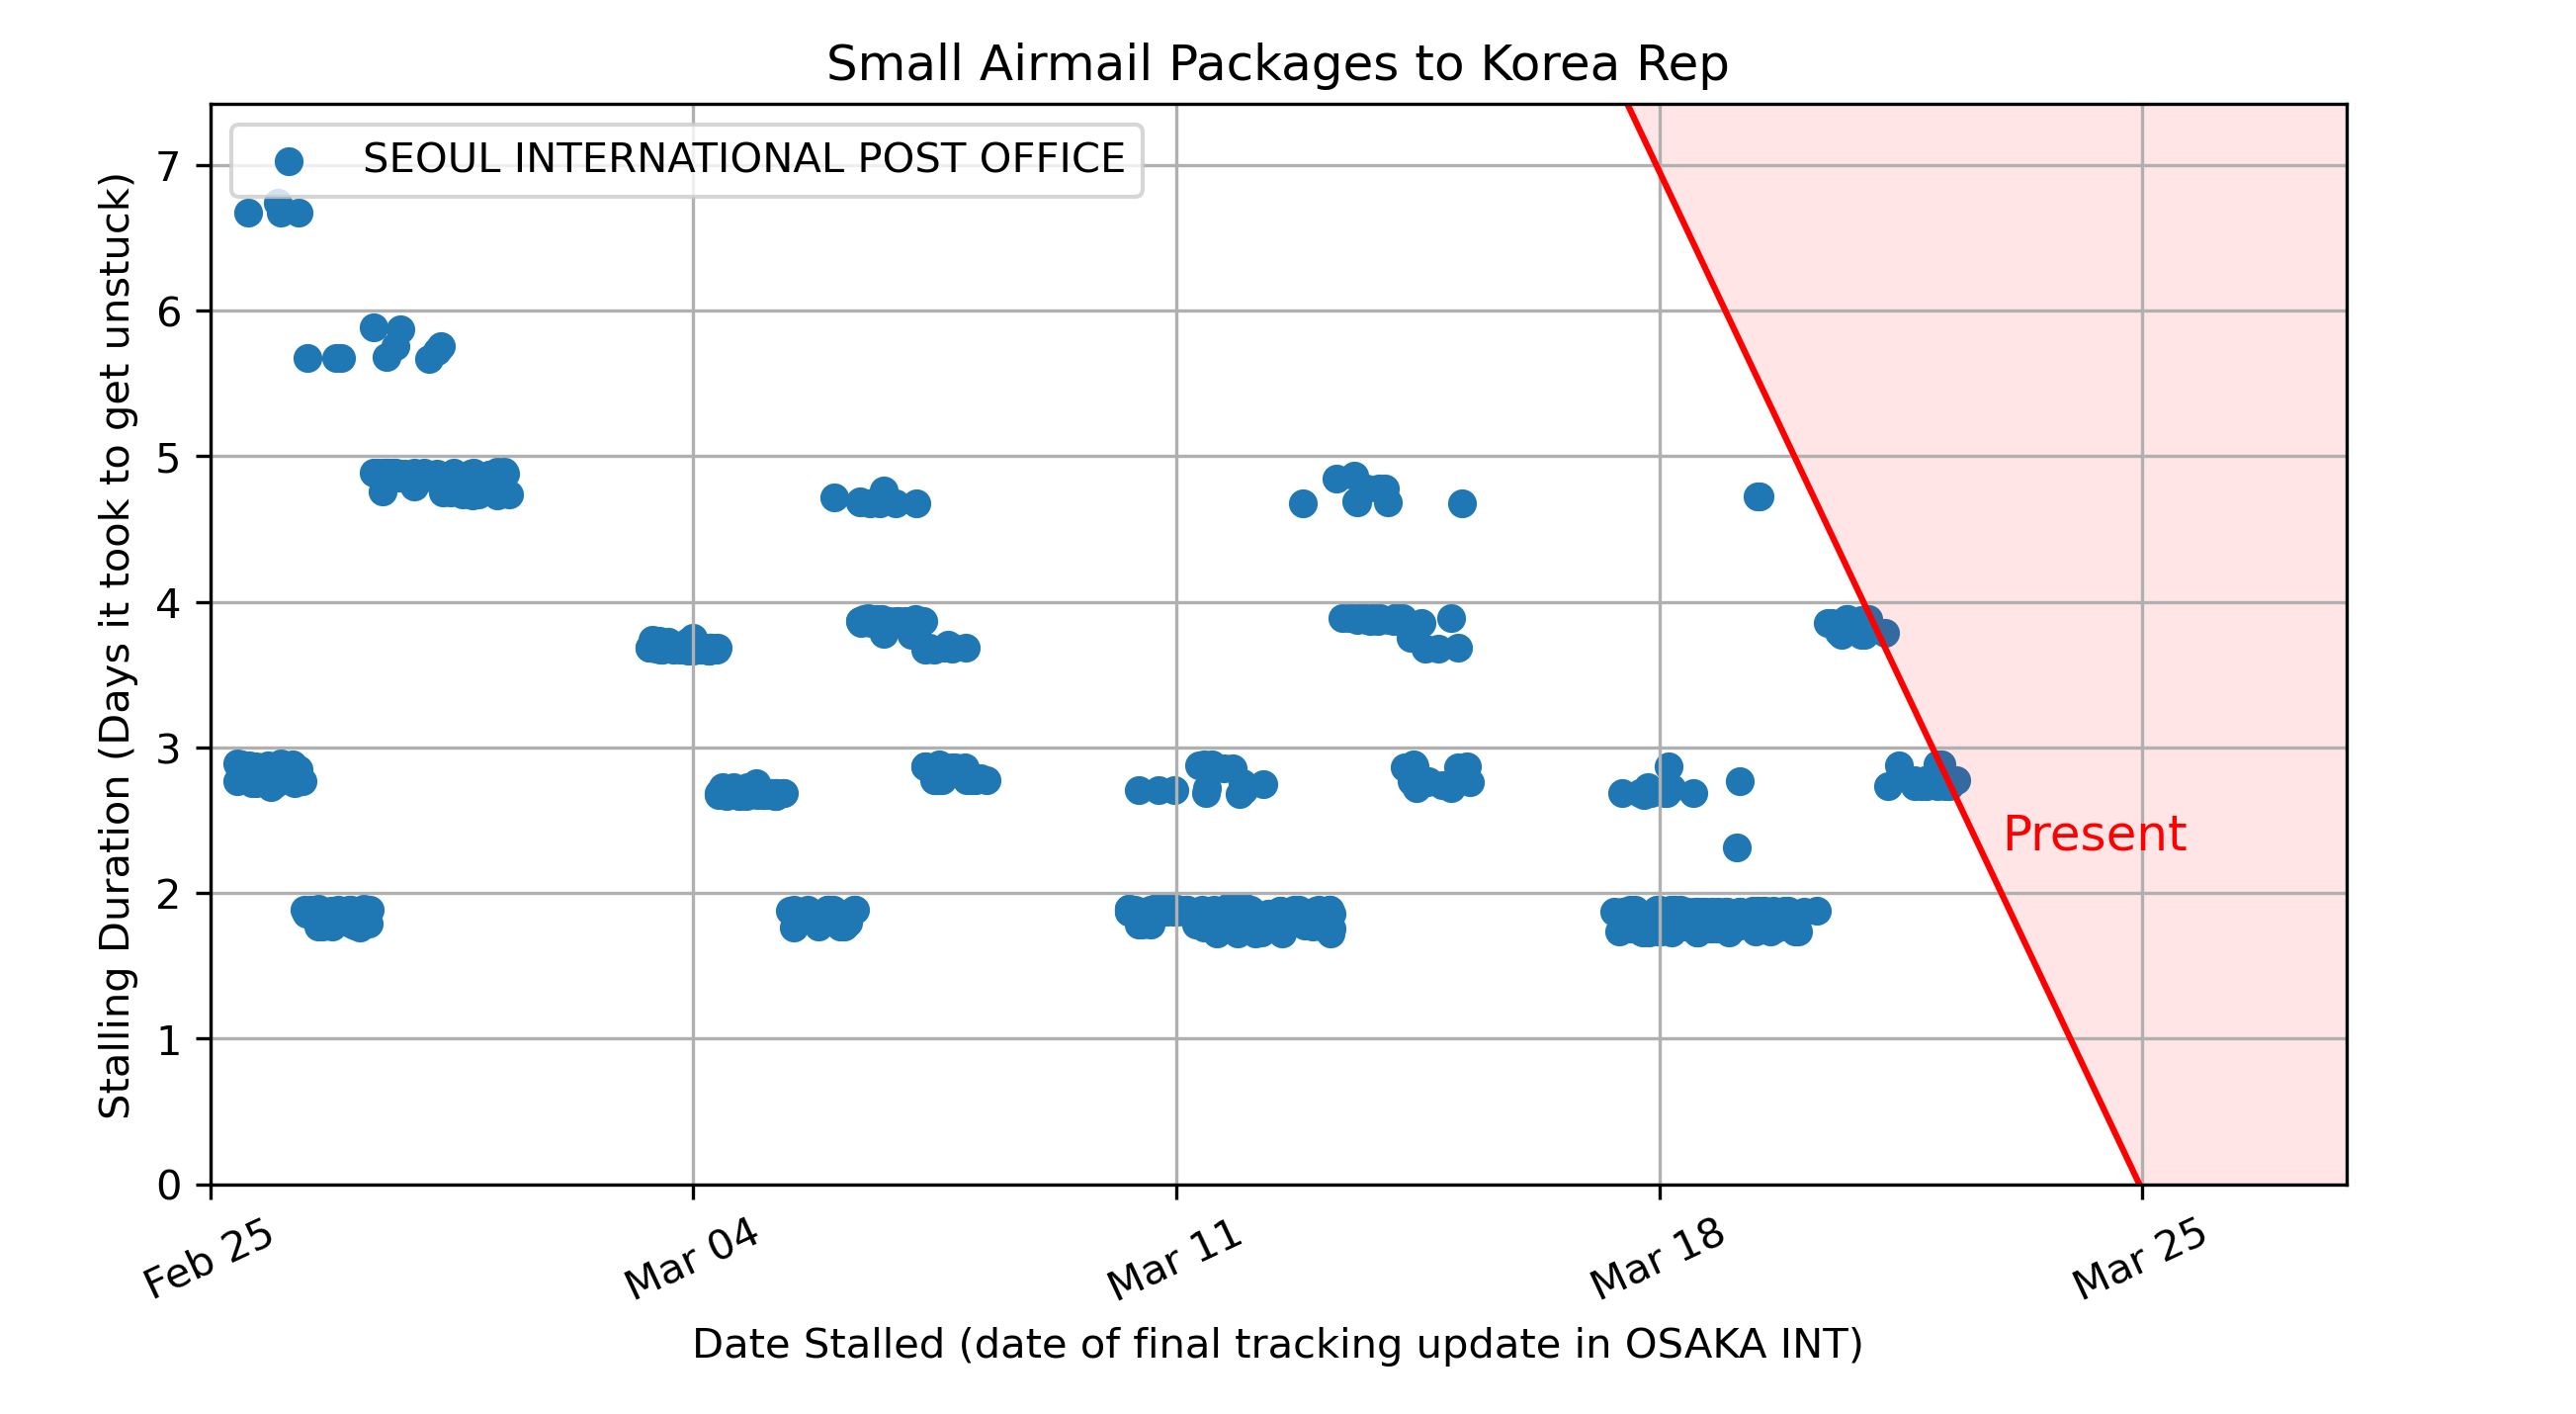 Small Airmail Packages to Korea Rep
SEOUL INTERNATIONAL POST OFFICE
Stalling Duration (Days it took to get unstuck)
7
6
5
4
3
2
1
0
Present
Feb 25
Mar 04
Mar 11
Mar 18
Mar 25
Date Stalled (date of final tracking update in OSAKA INT)